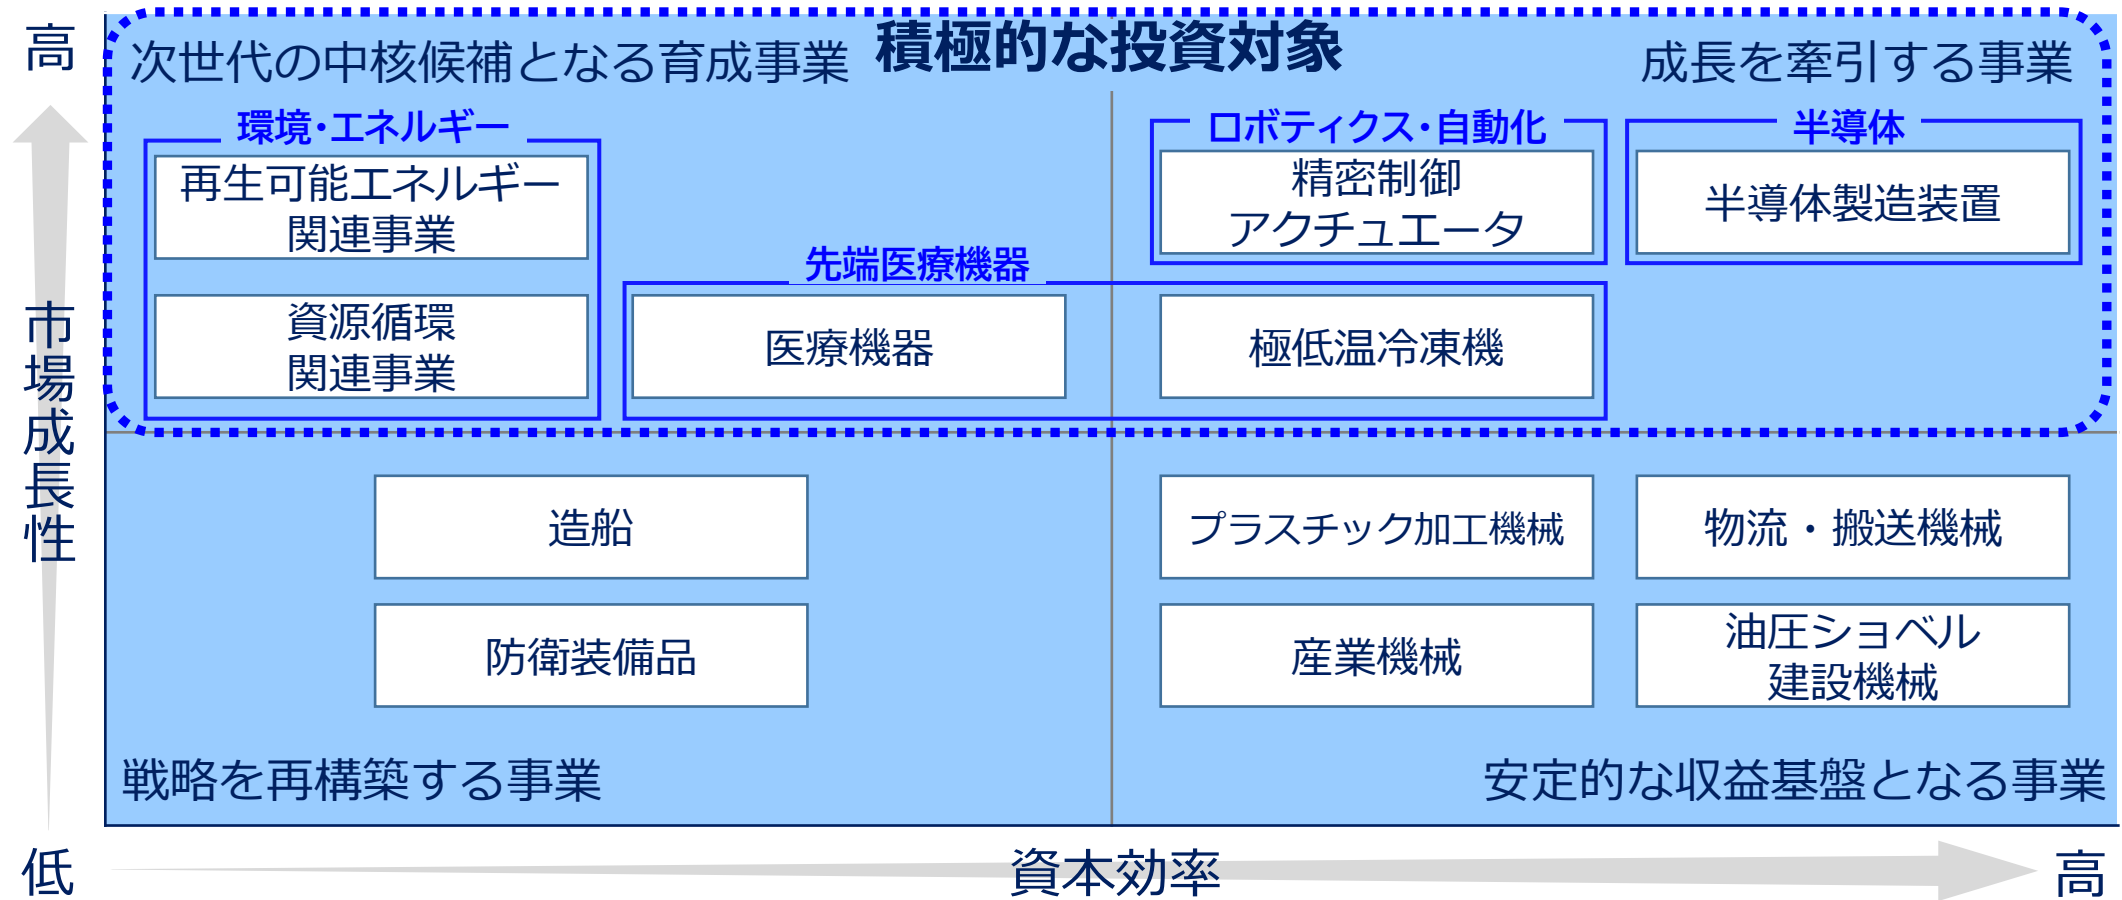 高
積極的な投資対象
次世代の中核候補となる育成事業
成長を牽引する事業
環境・エネルギー
再生可能エネルギー
関連事業
資源循環
関連事業
先端医療機器
医療機器
極低温冷凍機
ロボティクス・自動化
精密制御
アクチュエータ
半導体
半導体製造装置
市場成長性
造船
防衛装備品
戦略を再構築する事業
プラスチック加工機械
物流・搬送機械
産業機械
油圧ショベル
建設機械
安定的な収益基盤となる事業
低
資本効率
高